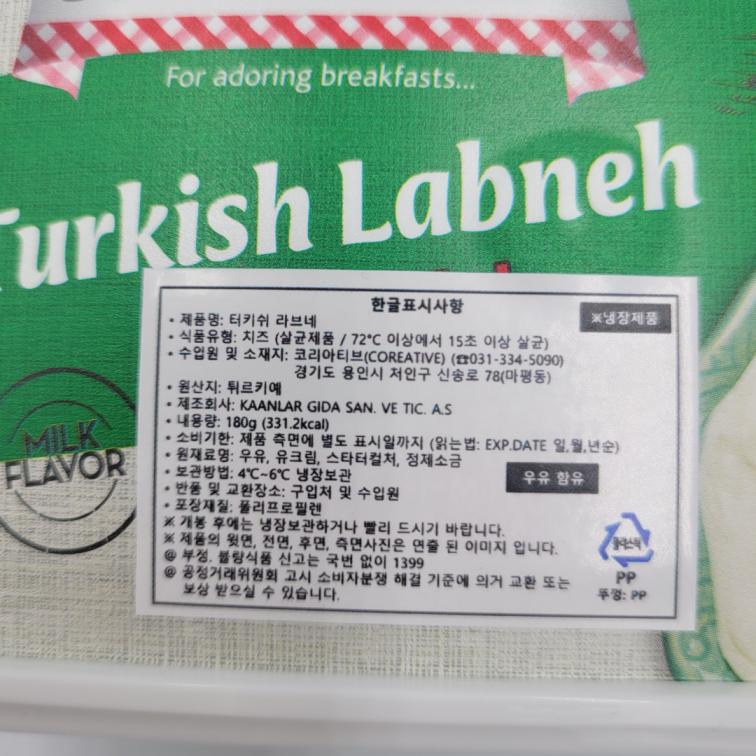 For adoring breakfasts...
Turkish Labneh
MILK
FLAVOR
한글표시사항
※냉장제품
• 제품명: 터키쉬 라브네
• 식품유형: 치즈 (살균제품 / 72°C 이상에서 15초 이상 살균)
• 수입원 및 소재지: 코리아티브(COREATIVE) (☎031-334-5090)
경기도 용인시 처인구 신송로 78(마평동)
• 원산지: 튀르키예
• 제조회사: KAANLAR GIDA SAN. VE TIC. A.S
• 내용량: 180g (331.2kcal)
• 소비기한: 제품 측면에 별도 표시일까지 (읽는법: EXP.DATE 일,월,년순)
• 원재료명: 우유, 유크림, 스타터컬처, 정제소금
우유 함유
• 보관방법: 4°C~6°C 냉장보관
• 반품 및 교환장소: 구입처 및 수입원
• 포장재질: 폴리프로필렌
※ 개봉 후에는 냉장보관하거나 빨리 드시기 바랍니다.
※ 제품의 윗면, 전면, 후면, 측면사진은 연출 된 이미지 입니다.
@ 부정, 불량식품 신고는 국번 없이 1399
@ 공정거래위원회 고시 소비자분쟁 해결 기준에 의거 교환 또는
보상 받으실 수 있습니다.
플라스틱
PP
뚜껑: PP